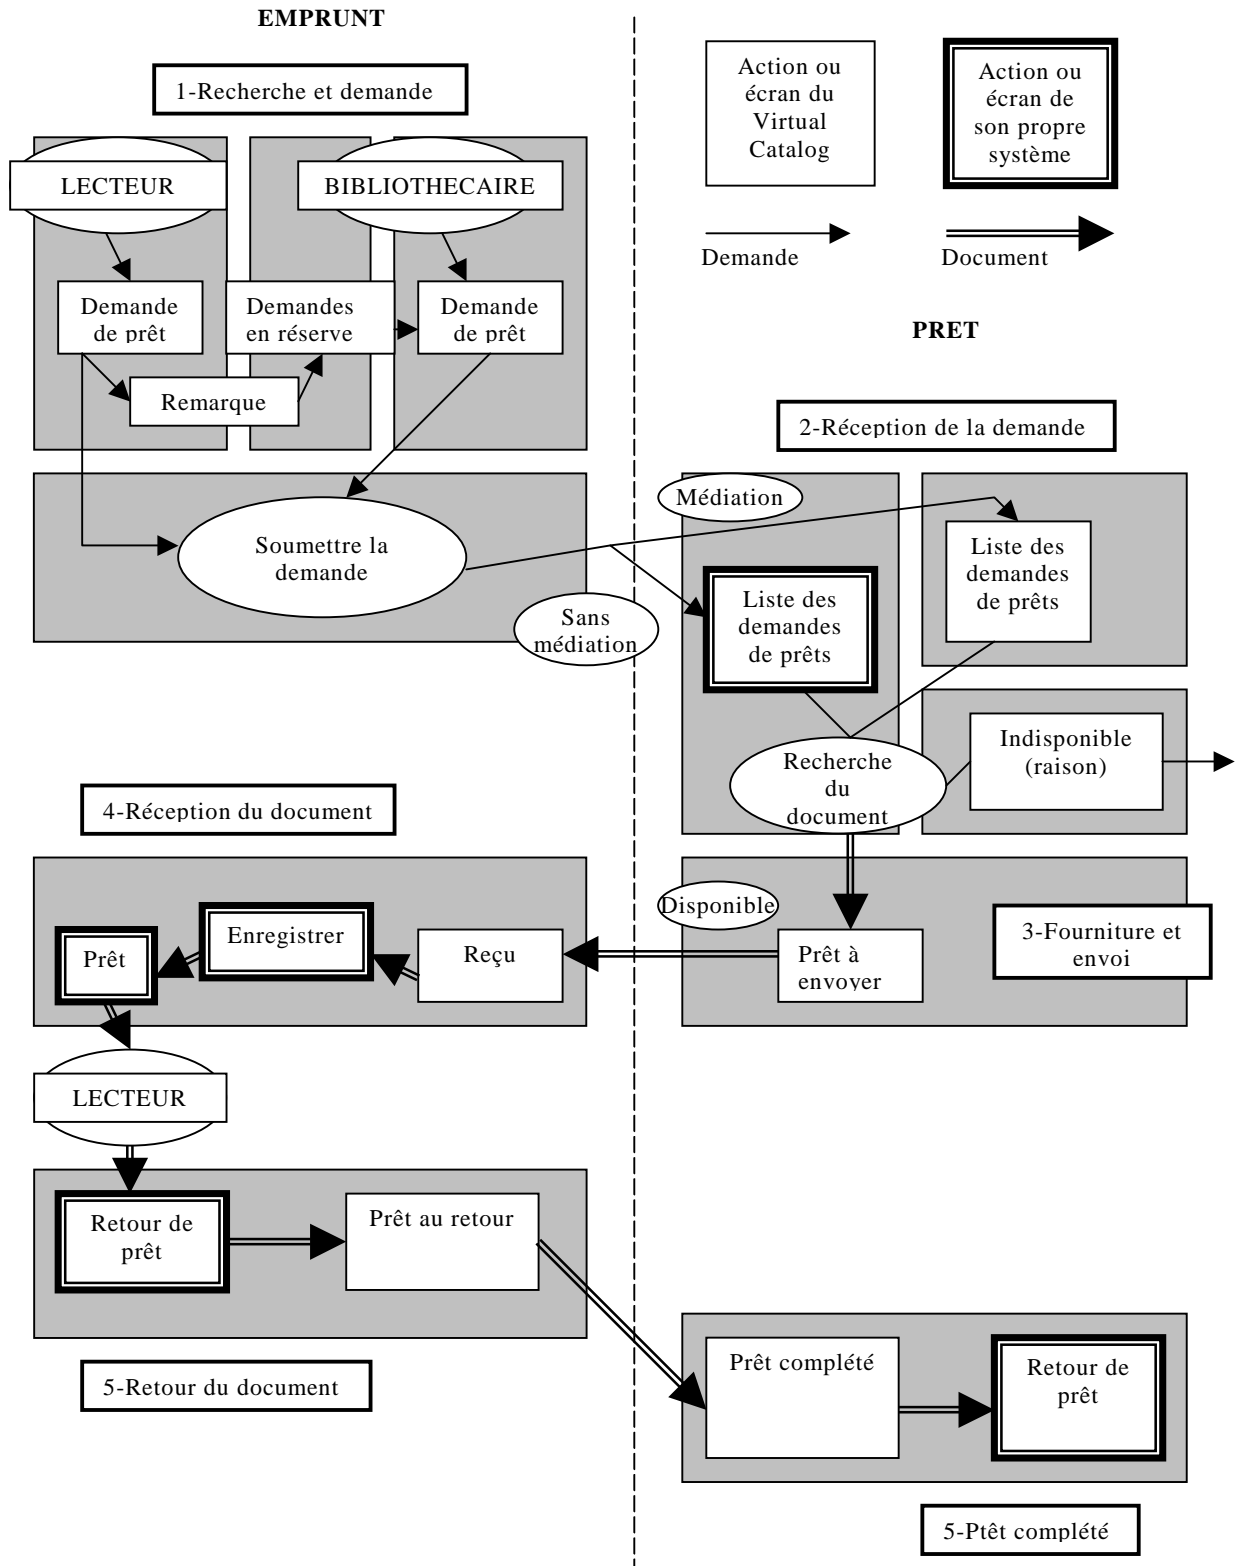 EMPRUNT
1-Recherche et demande
Action ou
écran du
Virtual
Catalog
Action ou
écran de
son propre
système
LECTEUR
BIBLIOTHECAIRE
Demande
Document
Demande
de prêt
Demandes
en réserve
Demande
de prêt
PRET
Remarque
2-Réception de la demande
Médiation
Soumettre la
demande
Liste des
demandes
de prêts
Sans
médiation
Liste des
demandes
de prêts
Recherche
du
document
Indisponible
(raison)
4-Réception du document
Disponible
3-Fourniture et
envoi
Prêt
Enregistrer
Reçu
Prêt à
envoyer
LECTEUR
Retour de
prêt
Prêt au retour
5-Retour du document
Prêt complété
Retour de
prêt
5-Ptêt complété